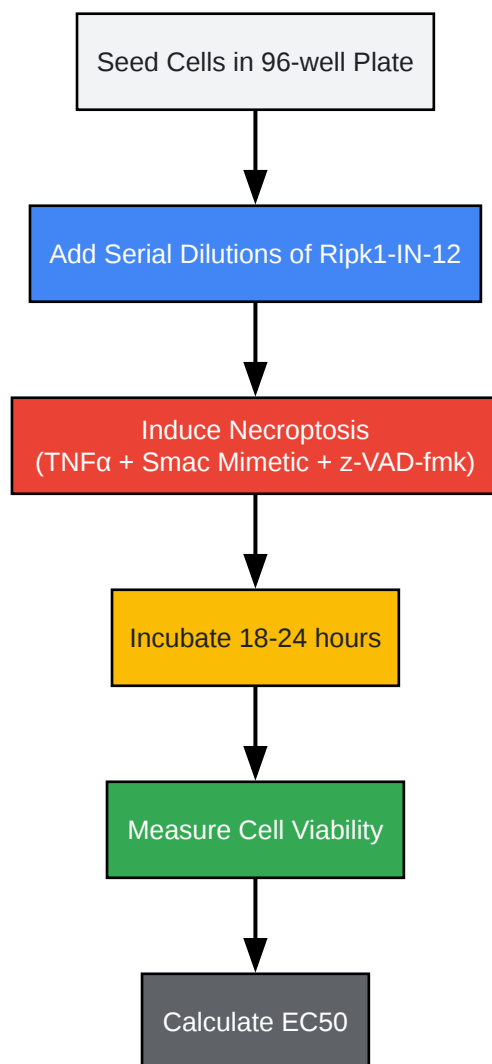 Seed Cells in 96-well Plate
Add Serial Dilutions of Ripk1-IN-12
Induce Necroptosis
(TNFα + Smac Mimetic + z-VAD-fmk)
Incubate 18-24 hours
Measure Cell Viability
Calculate EC50